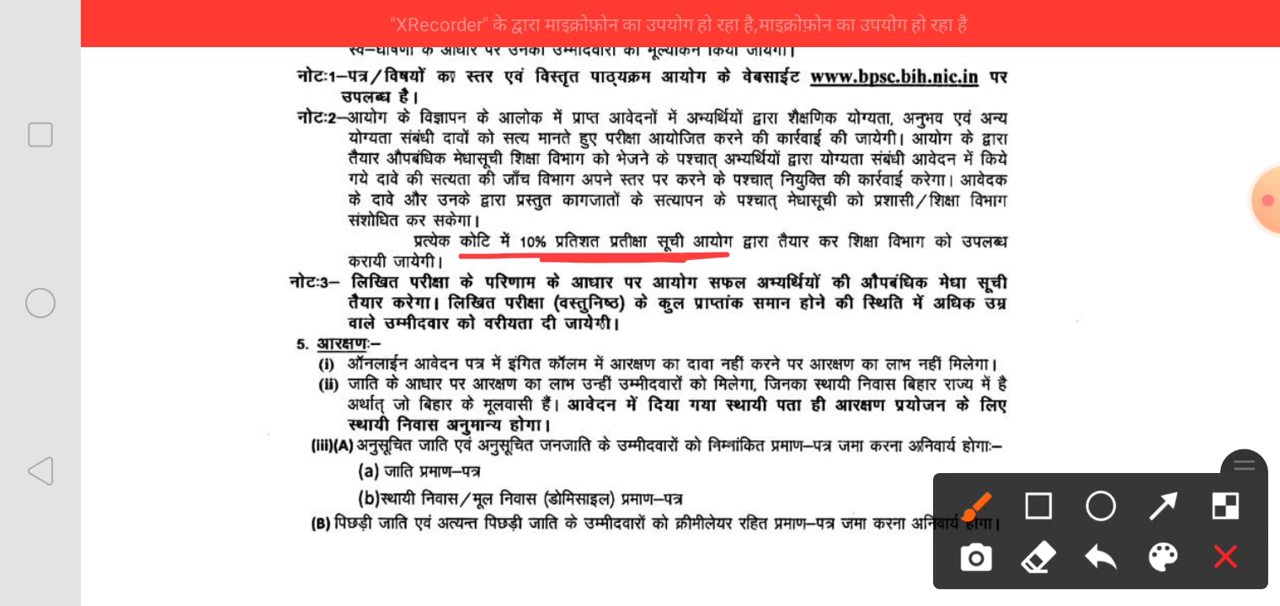 "XRecorder" के द्वारा माइक्रोफ़ोन का उपयोग हो रहा है,माइक्रोफ़ोन का उपयोग हो रहा है
स्व–घोषणा के आधार पर उनकी उम्मीदवारी का मूल्यांकन किया जायेगा।
नोटः1–पत्र/विषयों का स्तर एवं विस्तृत पाठ्यक्रम आयोग के वेबसाईट www.bpsc.bih.nic.in पर
उपलब्ध है।
नोटः2–आयोग के विज्ञापन के आलोक में प्राप्त आवेदनों में अभ्यर्थियों द्वारा शैक्षणिक योग्यता, अनुभव एवं अन्य
योग्यता संबंधी दावों को सत्य मानते हुए परीक्षा आयोजित करने की कार्रवाई की जायेगी। आयोग के द्वारा
तैयार औपबंधिक मेधासूची शिक्षा विभाग को भेजने के पश्चात् अभ्यर्थियों द्वारा योग्यता संबंधी आवेदन में किये
गये दावे की सत्यता की जाँच विभाग अपने स्तर पर करने के पश्चात् नियुक्ति की कार्रवाई करेगा। आवेदक
के दावे और उनके द्वारा प्रस्तुत कागजातों के सत्यापन के पश्चात् मेधासूची को प्रशासी/शिक्षा विभाग
संशोधित कर सकेगा।
प्रत्येक कोटि में 10% प्रतिशत प्रतीक्षा सूची आयोग द्वारा तैयार कर शिक्षा विभाग को उपलब्ध
करायी जायेगी।
नोटः3– लिखित परीक्षा के परिणाम के आधार पर आयोग सफल अभ्यर्थियों की औपबंधिक मेधा सूची
तैयार करेगा। लिखित परीक्षा (वस्तुनिष्ठ) के कुल प्राप्तांक समान होने की स्थिति में अधिक उम्र
वाले उम्मीदवार को वरीयता दी जायेगी।
5. आरक्षणः–
(i) ऑनलाईन आवेदन पत्र में इंगित कॉलम में आरक्षण का दावा नहीं करने पर आरक्षण का लाभ नहीं मिलेगा।
(ii) जाति के आधार पर आरक्षण का लाभ उन्हीं उम्मीदवारों को मिलेगा, जिनका स्थायी निवास बिहार राज्य में है
अर्थात् जो बिहार के मूलवासी हैं। आवेदन में दिया गया स्थायी पता ही आरक्षण प्रयोजन के लिए
स्थायी निवास अनुमान्य होगा।
(iii)(A) अनुसूचित जाति एवं अनुसूचित जनजाति के उम्मीदवारों को निम्नांकित प्रमाण–पत्र जमा करना अनिवार्य होगाः–
(a) जाति प्रमाण–पत्र
(b)स्थायी निवास/मूल निवास (डोमिसाइल) प्रमाण–पत्र
(B) पिछड़ी जाति एवं अत्यन्त पिछड़ी जाति के उम्मीदवारों को क्रीमीलेयर रहित प्रमाण–पत्र जमा करना अनिवार्य होगा।